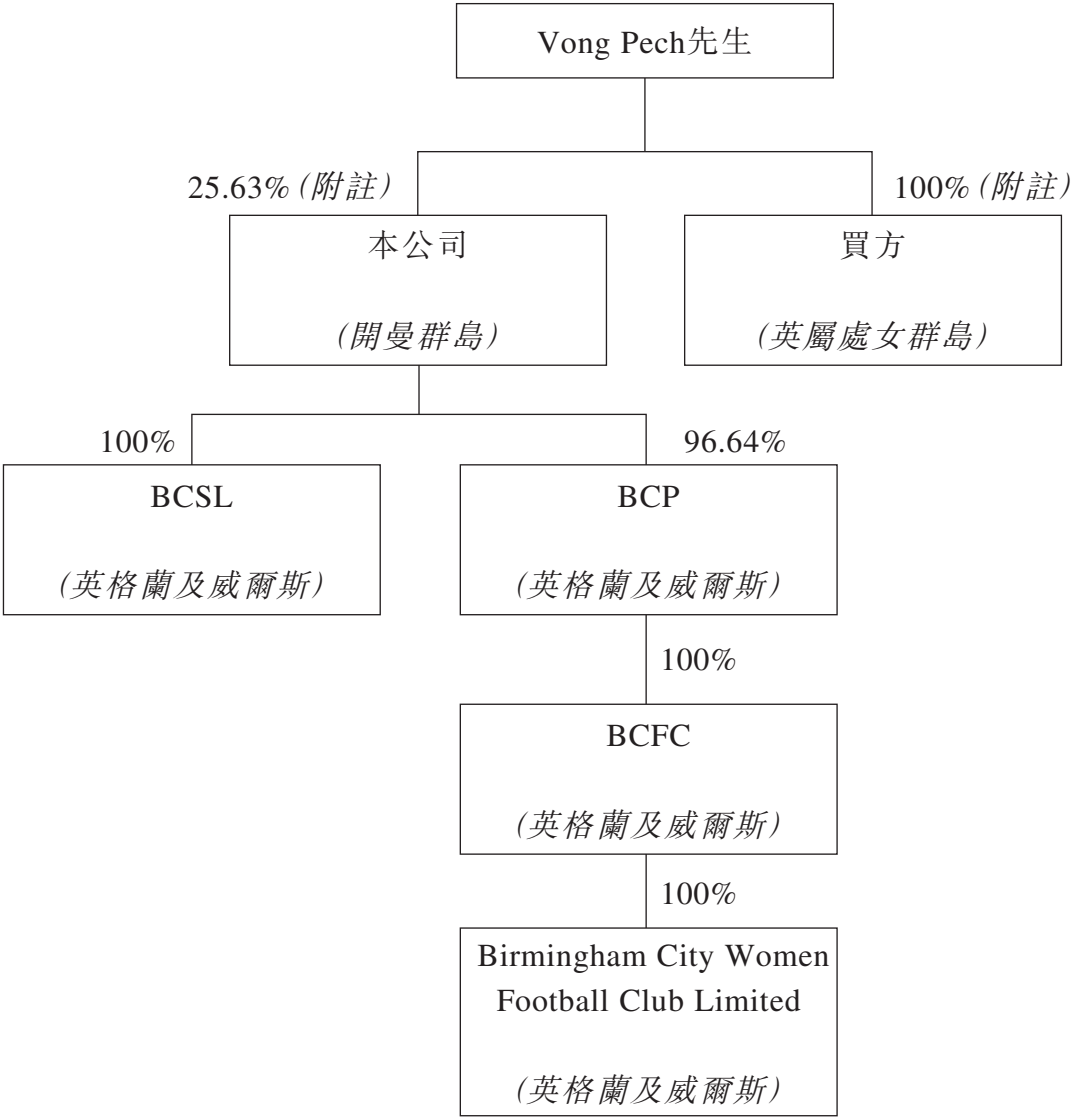 Vong Pech先生
25.63% (附註)
100% (附註)
本公司
買方
(開曼群島)
(英屬處女群島)
100%
96.64%
BCSL
BCP
(英格蘭及威爾斯)
(英格蘭及威爾斯)
100%
BCFC
(英格蘭及威爾斯)
100%
Birmingham City Women
Football Club Limited
(英格蘭及威爾斯)